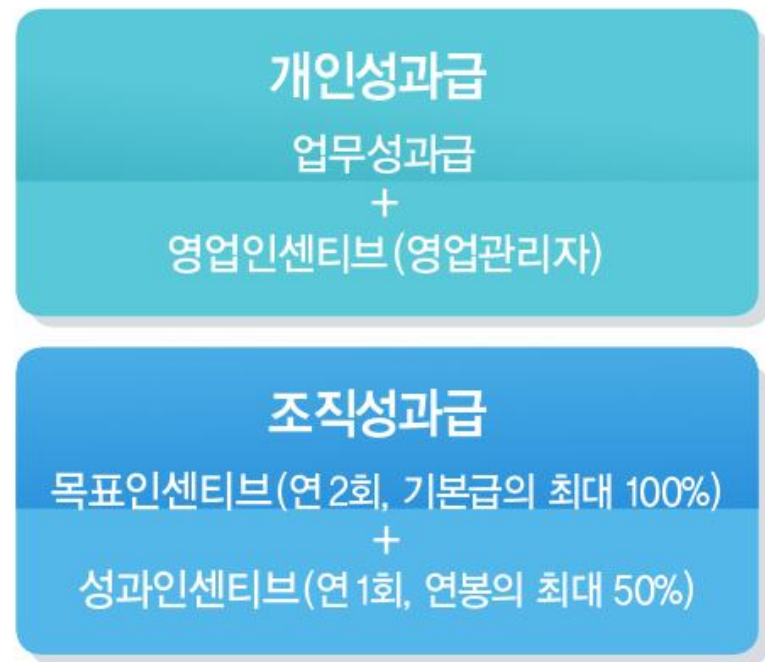 개인성과급
업무성과급
+
영업인센티브(영업관리자)
조직성과급
목표인센티브(연 2회, 기본급의 최대 100%)
+
성과인센티브(연 1회, 연봉의 최대 50%)